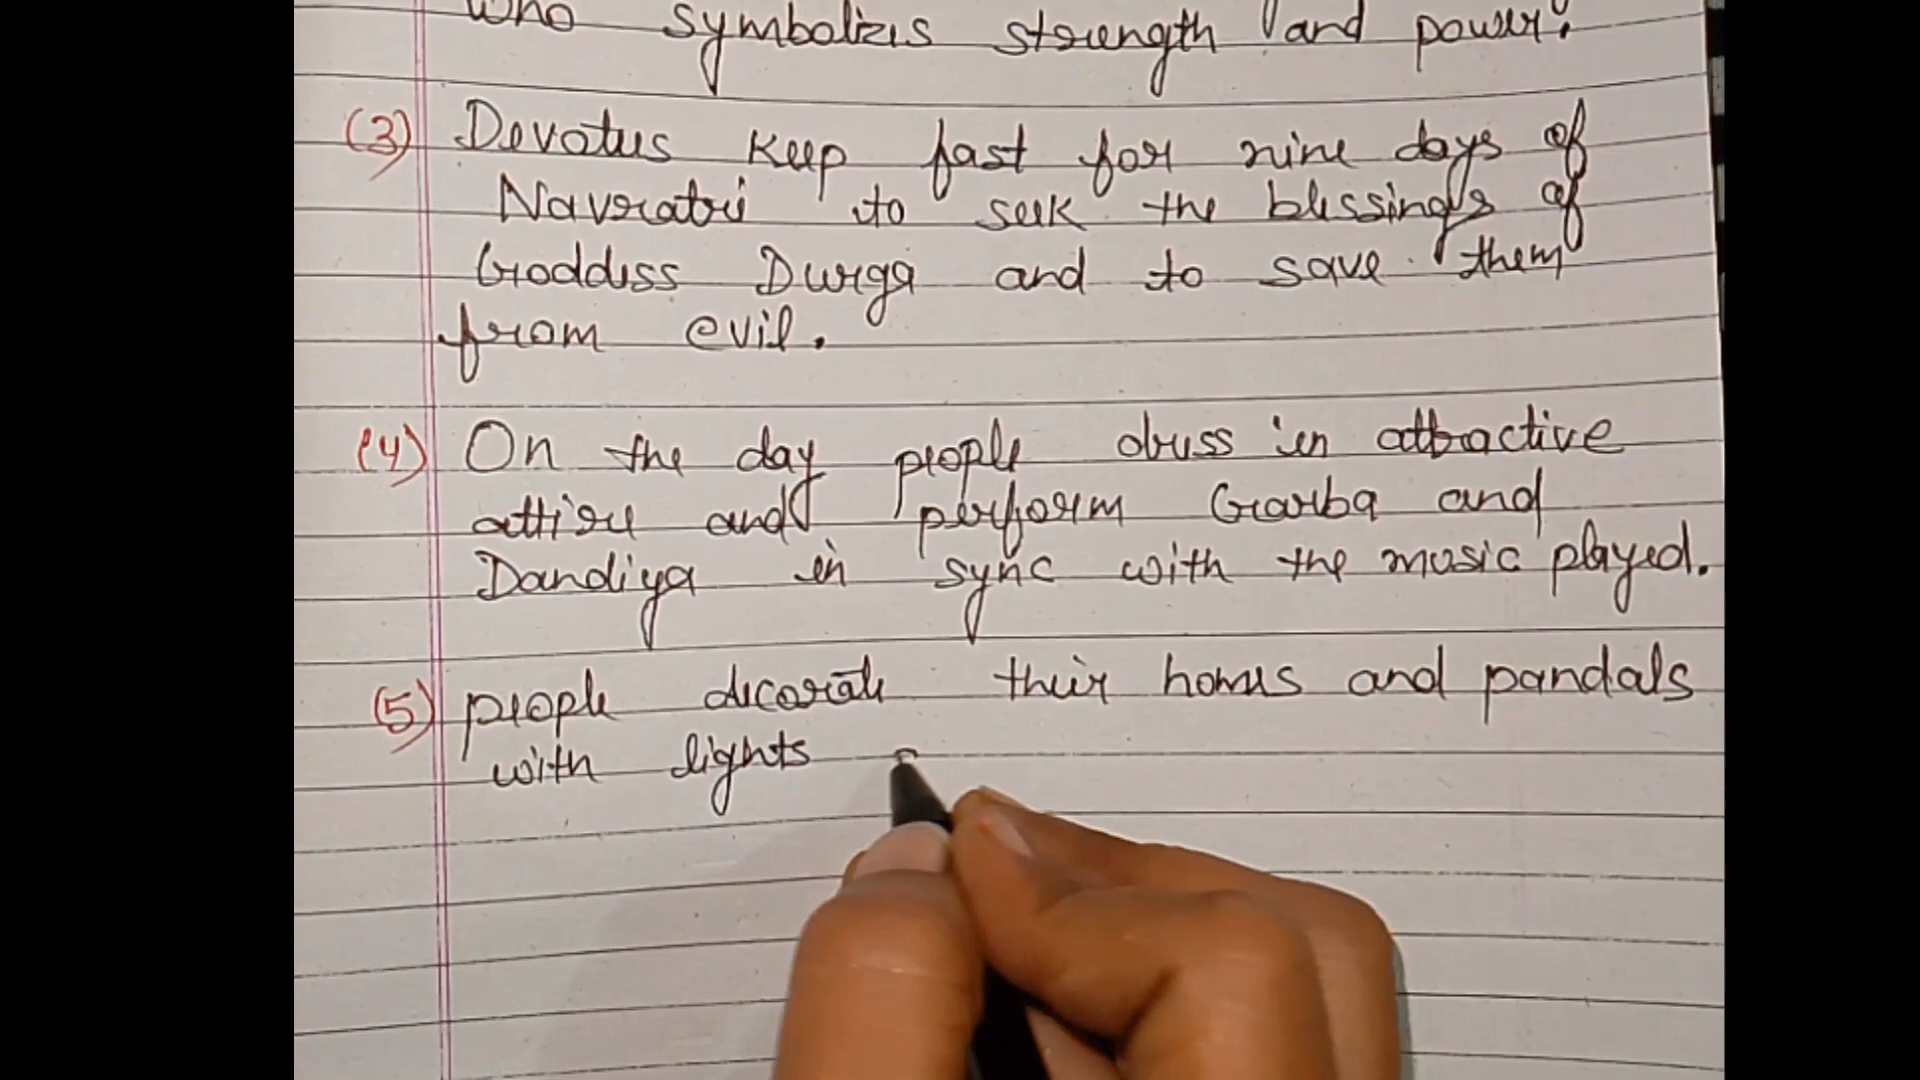 who symbolizes strength and power.
(3) Devotees keep fast for nine days of
Navratri to seek the blessings of
Goddess Durga and to save them
from evil.
(4) On the day people dress in attractive
attire and perform Garba and
Dandiya in sync with the music played.
(5) people decorate their homes and pandals
with lights